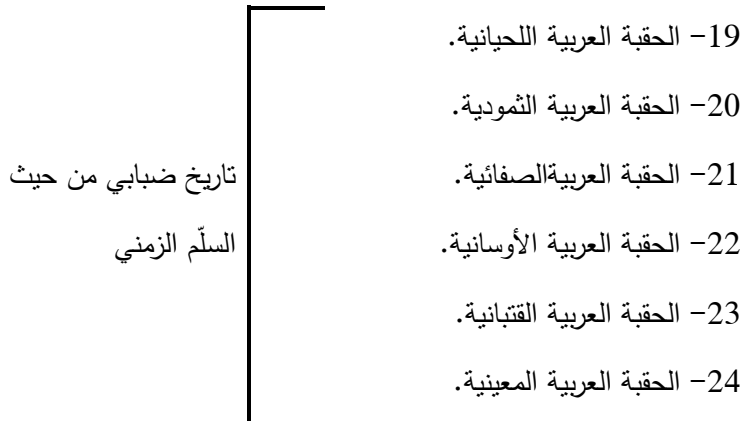 19- الحقبة العربية اللحيانية.
20- الحقبة العربية الثمودية.
21- الحقبة العربيةالصفائية.
22- الحقبة العربية الأوسانية.
23- الحقبة العربية القتبانية.
24- الحقبة العربية المعينية.
تاريخ ضبابي من حيث
السلّم الزمني